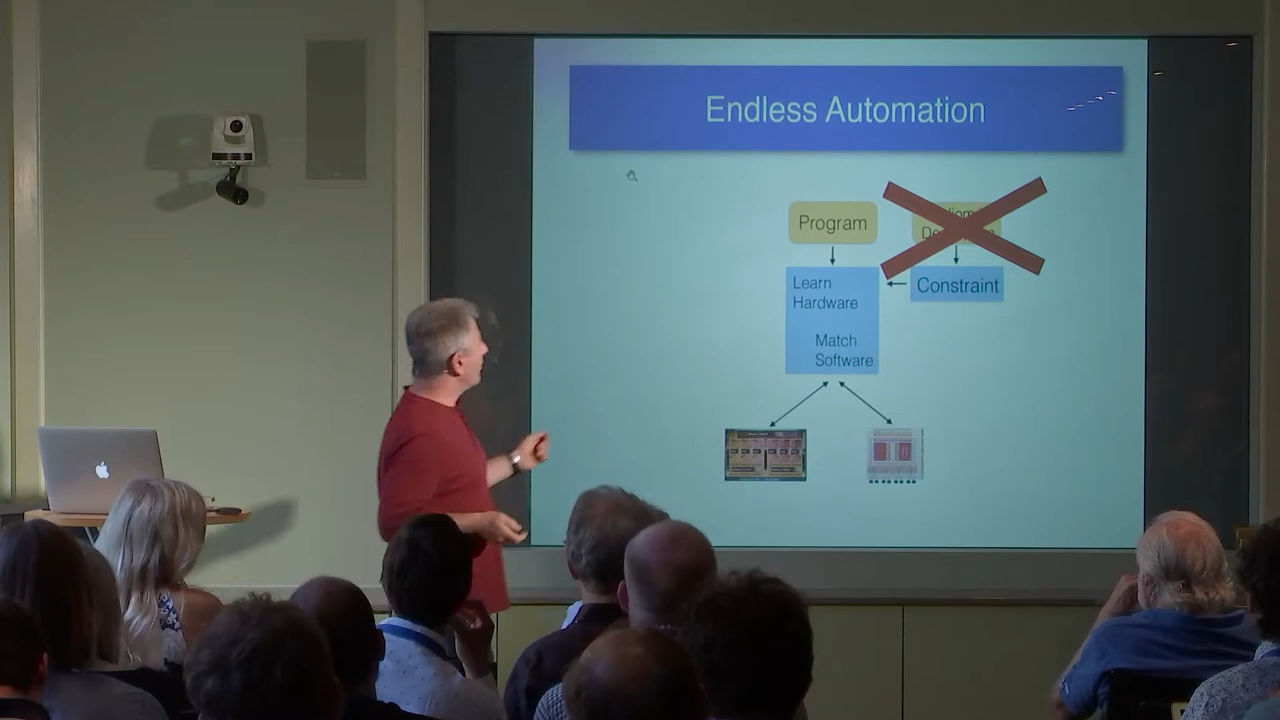 Endless Automation
Program
Learn
Hardware
Match
Software
Constraint